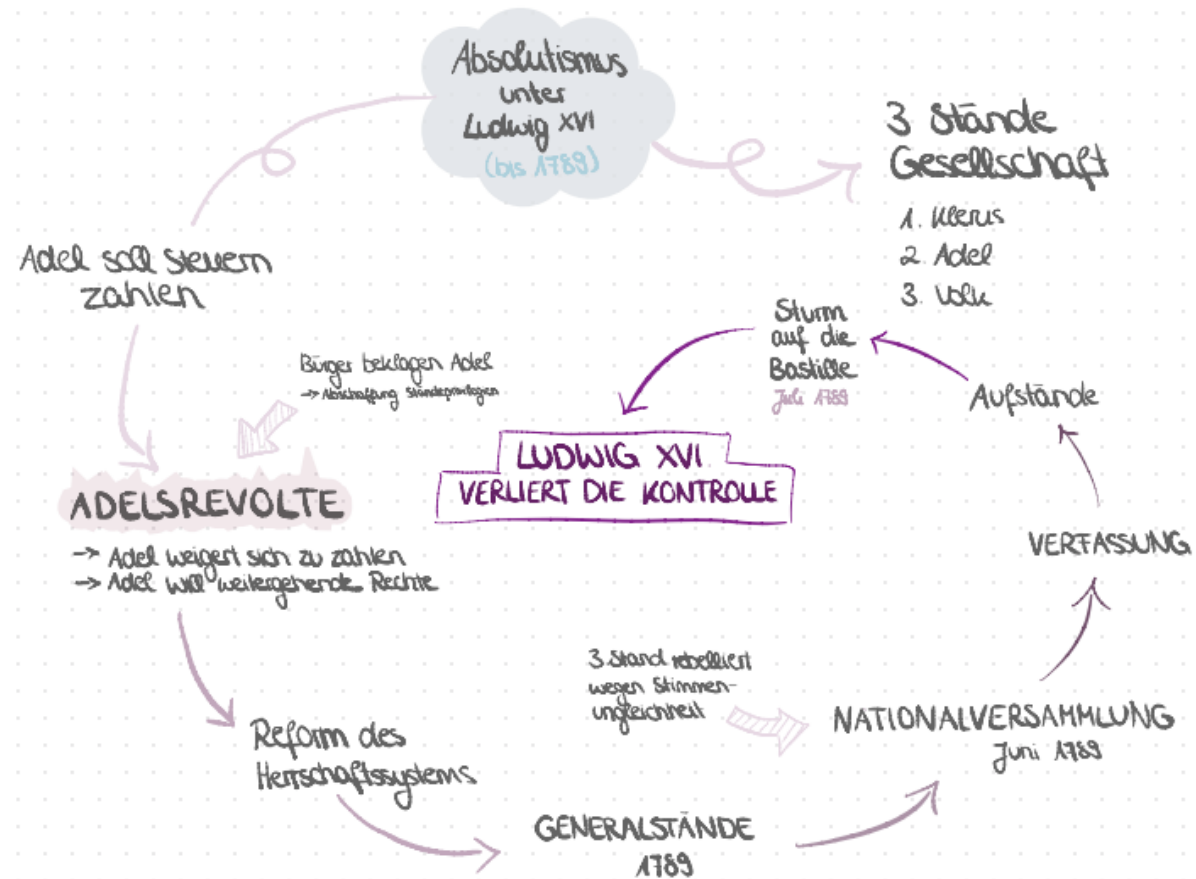 Absolutismus
unter
Ludwig XVI
(bis 1789)
3 Stände
Gesellschaft
1. Klerus
2. Adel
3. Volk
Adel soll Steuern
zahlen
Bürger beklagen Adel
→ Abschaffung Ständeprivilegien
ADELSREVOLTE
→ Adel weigert sich zu zahlen
→ Adel will weitergehende Rechte
Reform des
Herrschaftssystems
GENERALSTÄNDE
1789
3. Stand rebelliert
wegen Stimmen-
ungleichheit
NATIONALVERSAMMLUNG
Juni 1789
VERFASSUNG
Aufstände
Sturm
auf die
Bastille
Juli 1789
LUDWIG XVI
VERLIERT DIE KONTROLLE